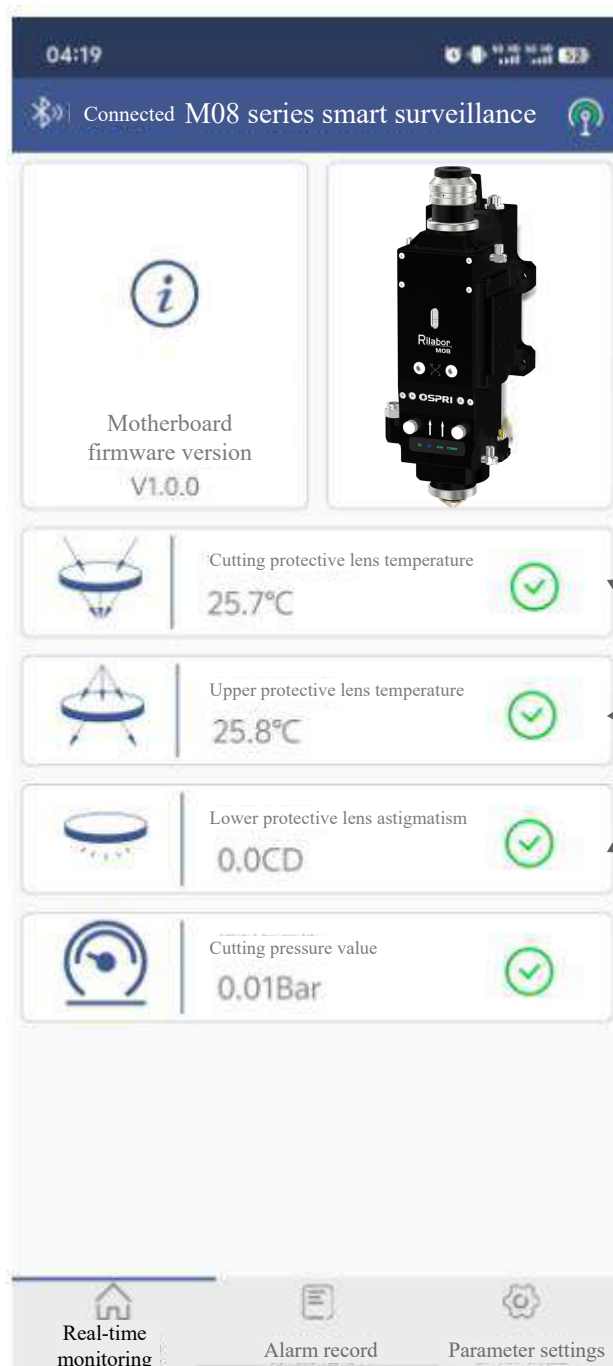 04:19
Connected M08 series smart surveillance
i
Rilabor
M08
OSPRI
Motherboard
firmware version
V1.0.0
Cutting protective lens temperature
25.7℃
Upper protective lens temperature
25.8℃
Lower protective lens astigmatism
0.0CD
Cutting pressure value
0.01Bar
Real-time
monitoring
Alarm record
Parameter settings